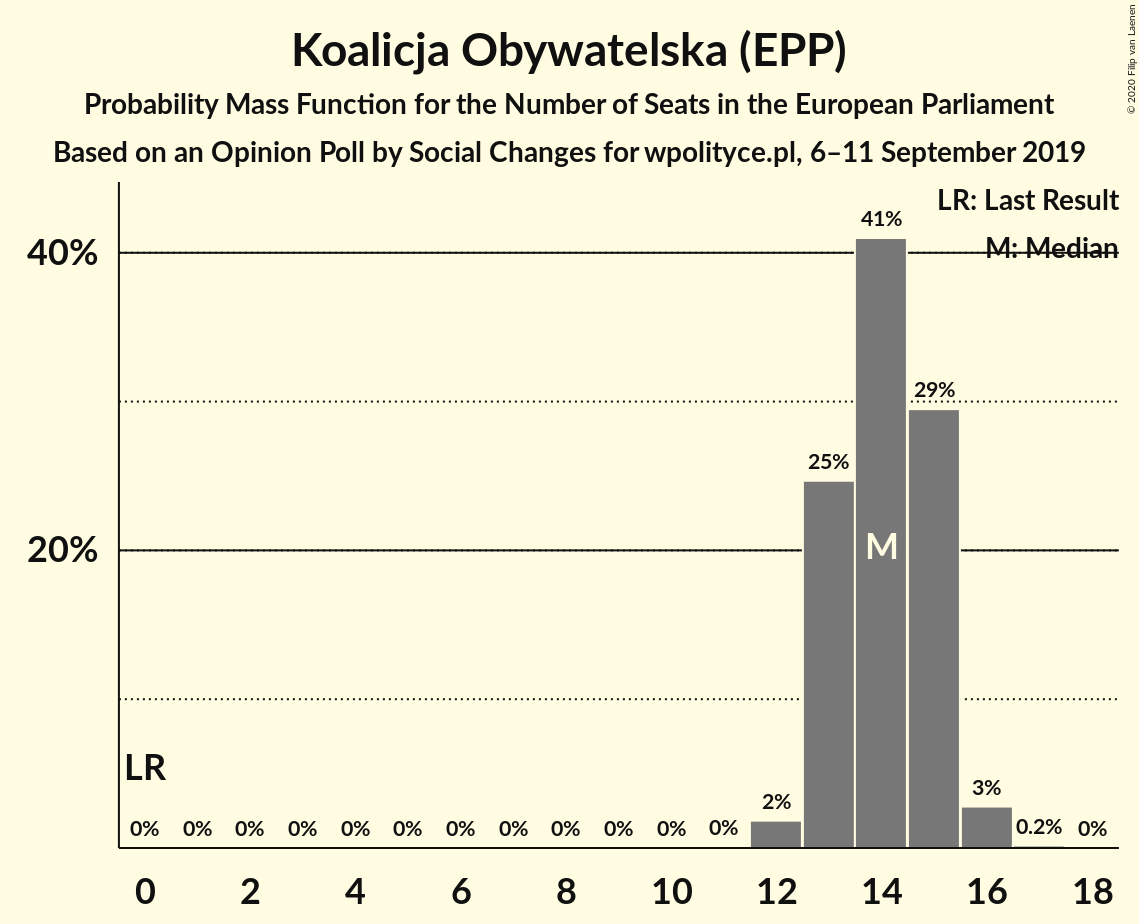 Koalicja Obywatelska (EPP)
Probability Mass Function for the Number of Seats in the European Parliament
Based on an Opinion Poll by Social Changes for wpolityce.pl, 6–11 September 2019
© 2020 Filip van Laenen
LR: Last Result
M: Median
40%
20%
41%
29%
25%
M
LR
0% 0% 0% 0% 0% 0% 0% 0% 0% 0% 0% 0% 2% 3% 0.2% 0%
0 2 4 6 8 10 12 14 16 18